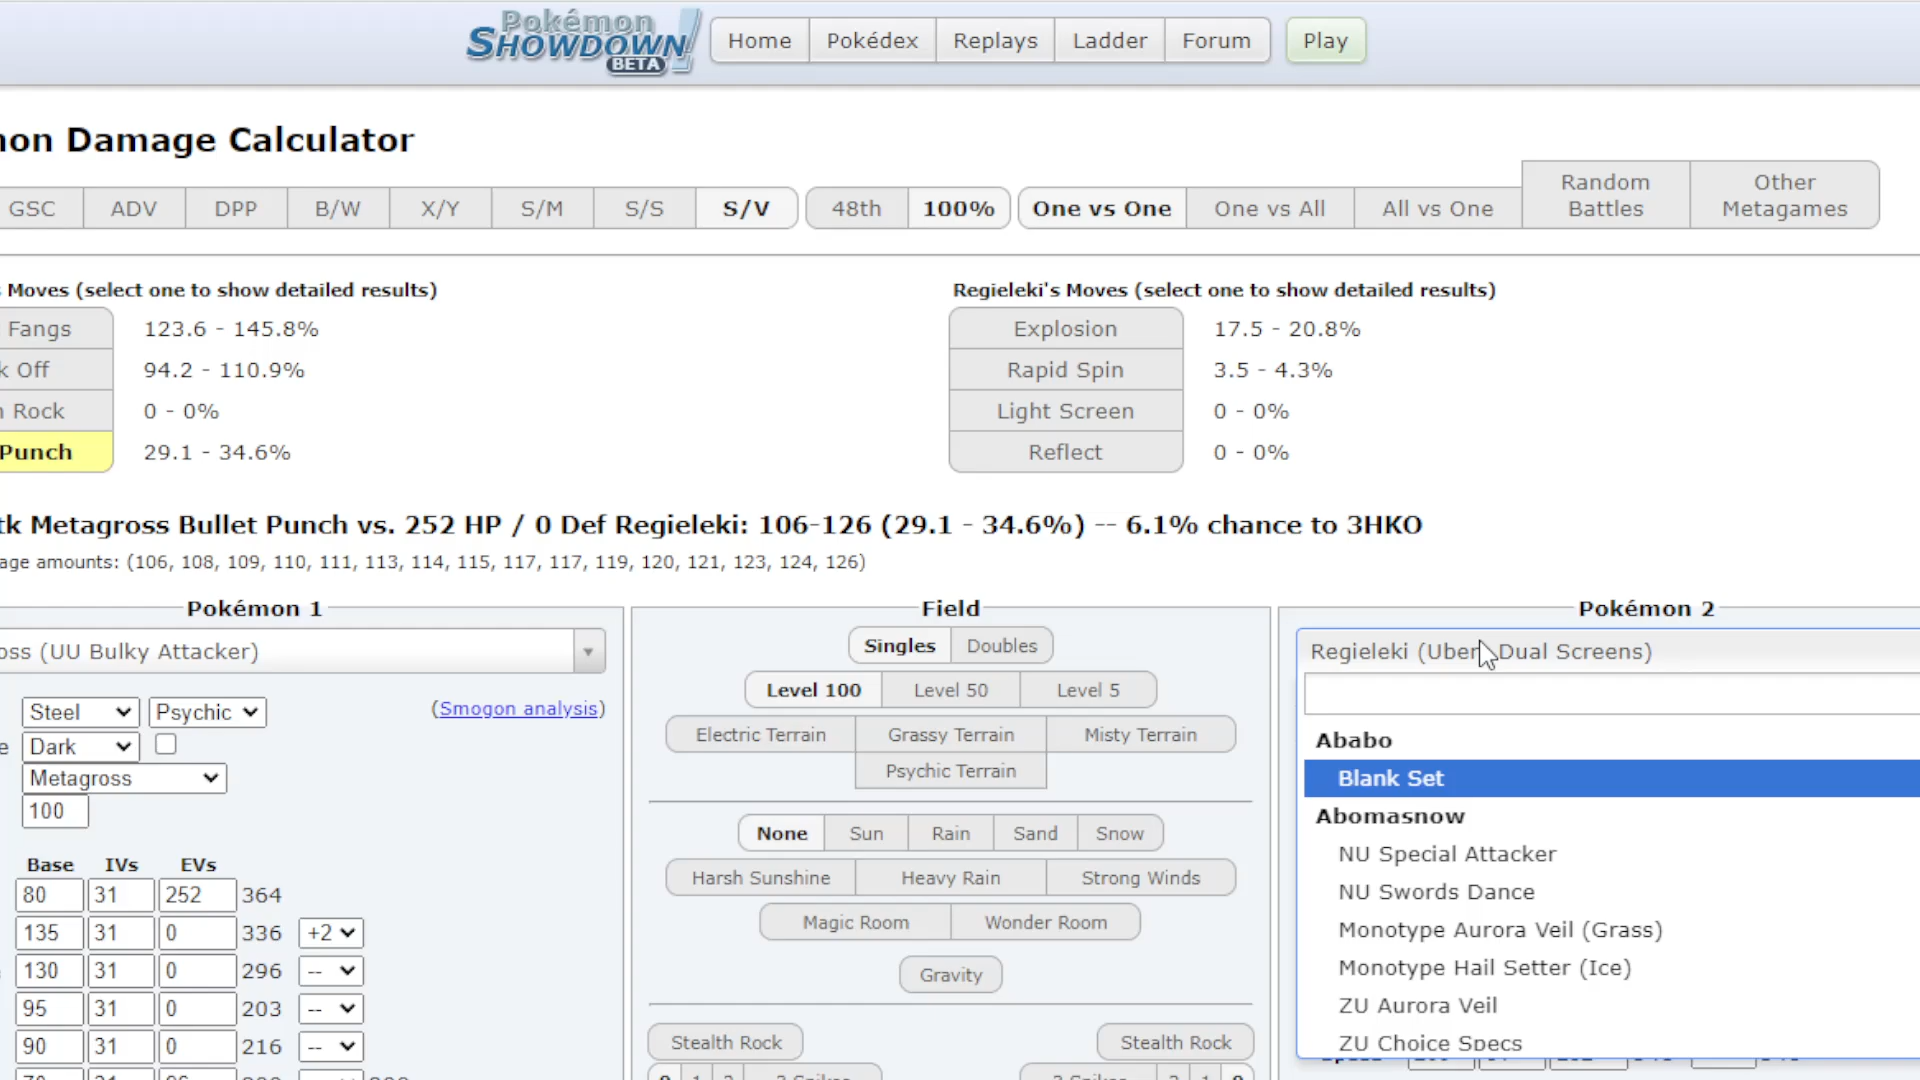 Pokémon
SHOWDOWN!
BETA
Home Pokédex Replays Ladder Forum Play
non Damage Calculator
GSC ADV DPP B/W X/Y S/M S/S S/V 48th 100% One vs One One vs All All vs One Random Battles Other Metagames
Moves (select one to show detailed results)
Fangs 123.6 - 145.8%
k Off 94.2 - 110.9%
Rock 0 - 0%
Punch 29.1 - 34.6%
Regieleki's Moves (select one to show detailed results)
Explosion 17.5 - 20.8%
Rapid Spin 3.5 - 4.3%
Light Screen 0 - 0%
Reflect 0 - 0%
tk Metagross Bullet Punch vs. 252 HP / 0 Def Regieleki: 106-126 (29.1 - 34.6%) -- 6.1% chance to 3HKO
age amounts: (106, 108, 109, 110, 111, 113, 114, 115, 117, 117, 119, 120, 121, 123, 124, 126)
Pokémon 1
oss (UU Bulky Attacker)
Steel Psychic (Smogon analysis)
e Dark
Metagross
100
Base IVs EVs
80 31 252 364
135 31 0 336 +2
130 31 0 296 --
95 31 0 203 --
90 31 0 216 --
Field
Singles Doubles
Level 100 Level 50 Level 5
Electric Terrain Grassy Terrain Misty Terrain
Psychic Terrain
None Sun Rain Sand Snow
Harsh Sunshine Heavy Rain Strong Winds
Magic Room Wonder Room
Gravity
Stealth Rock Stealth Rock
Pokémon 2
Regieleki (Uber Dual Screens)
Ababo
Blank Set
Abomasnow
NU Special Attacker
NU Swords Dance
Monotype Aurora Veil (Grass)
Monotype Hail Setter (Ice)
ZU Aurora Veil
ZU Choice Specs